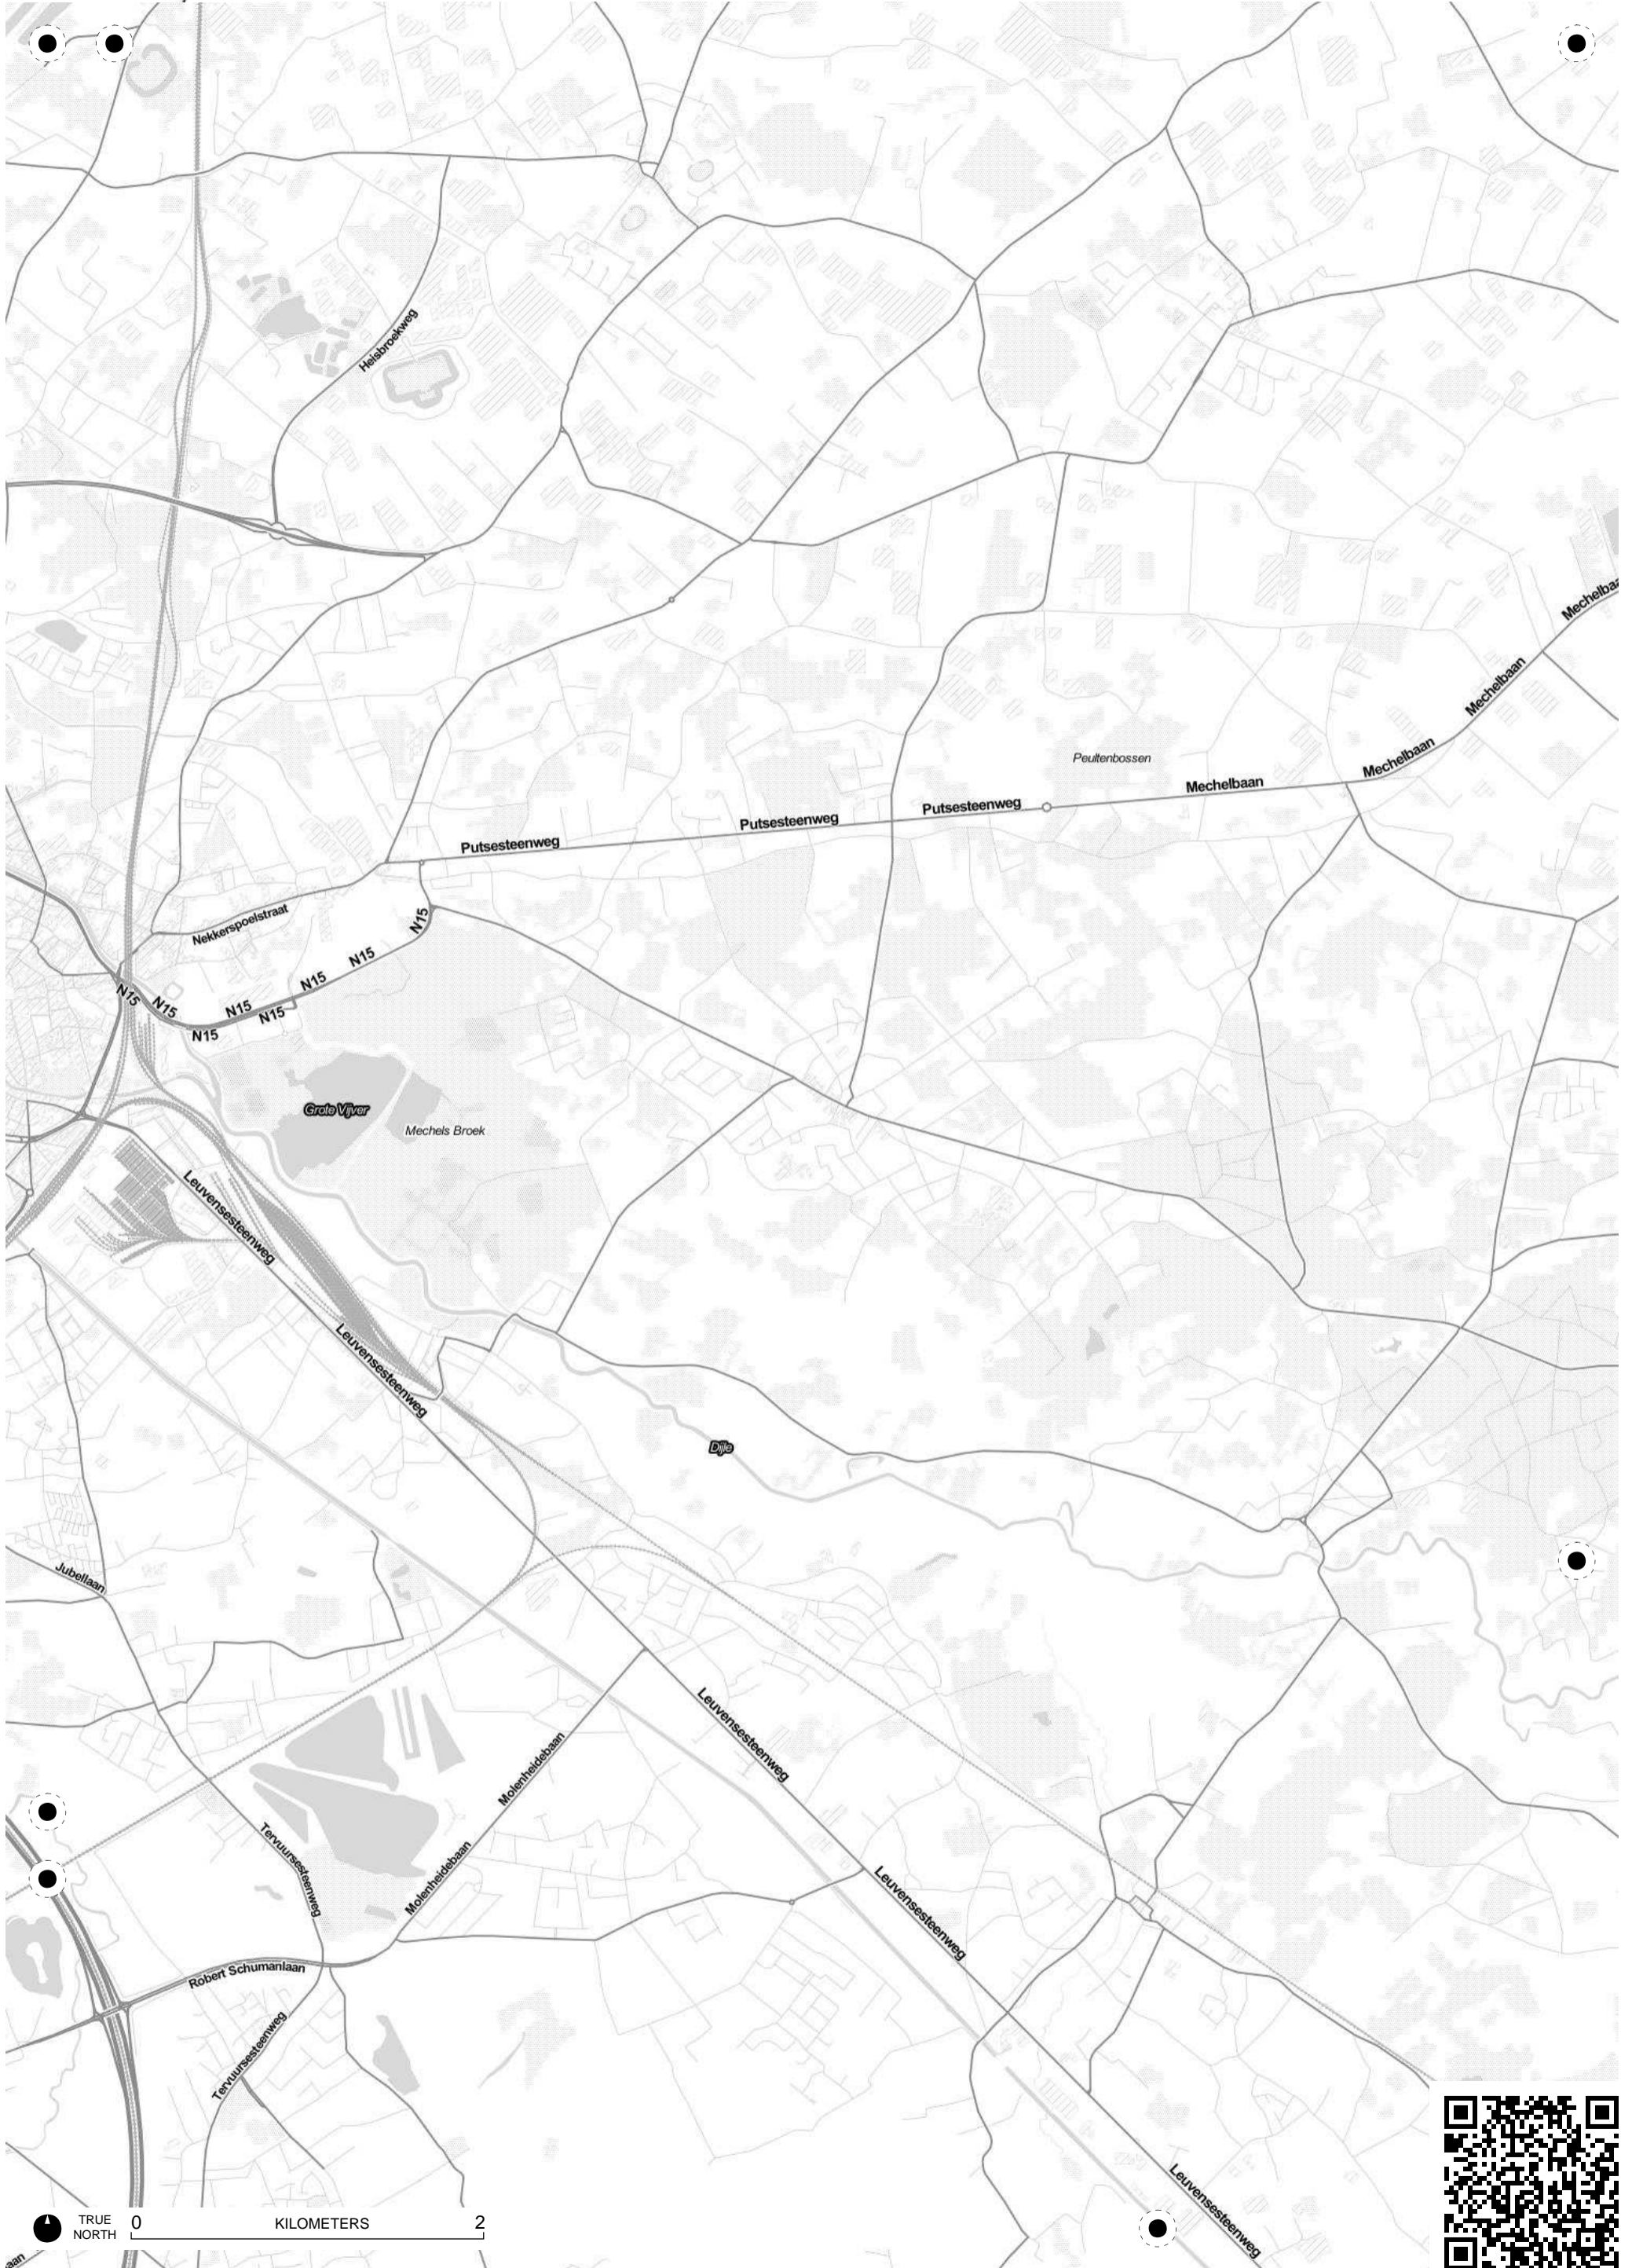 Heisbroekweg
Mechelbaa
Mechelbaan
Mechelbaan
Peultenbossen
Mechelbaan
Putsesteenweg
Putsesteenweg
Putsesteenweg
Nekkerspoelstraat
N15
N15
N15
N15
N15
N15
N15
N15
Grote Vijver
Mechels Broek
Leuvensesteenweg
Leuvensesteenweg
Dijle
Jubellaan
Leuvensesteenweg
Molenheidebaan
Molenheidebaan
Tervuursesteenweg
Leuvensesteenweg
Robert Schumanlaan
Tervuursesteenweg
Leuvensesteenweg
TRUE
NORTH
0 KILOMETERS 2
aan